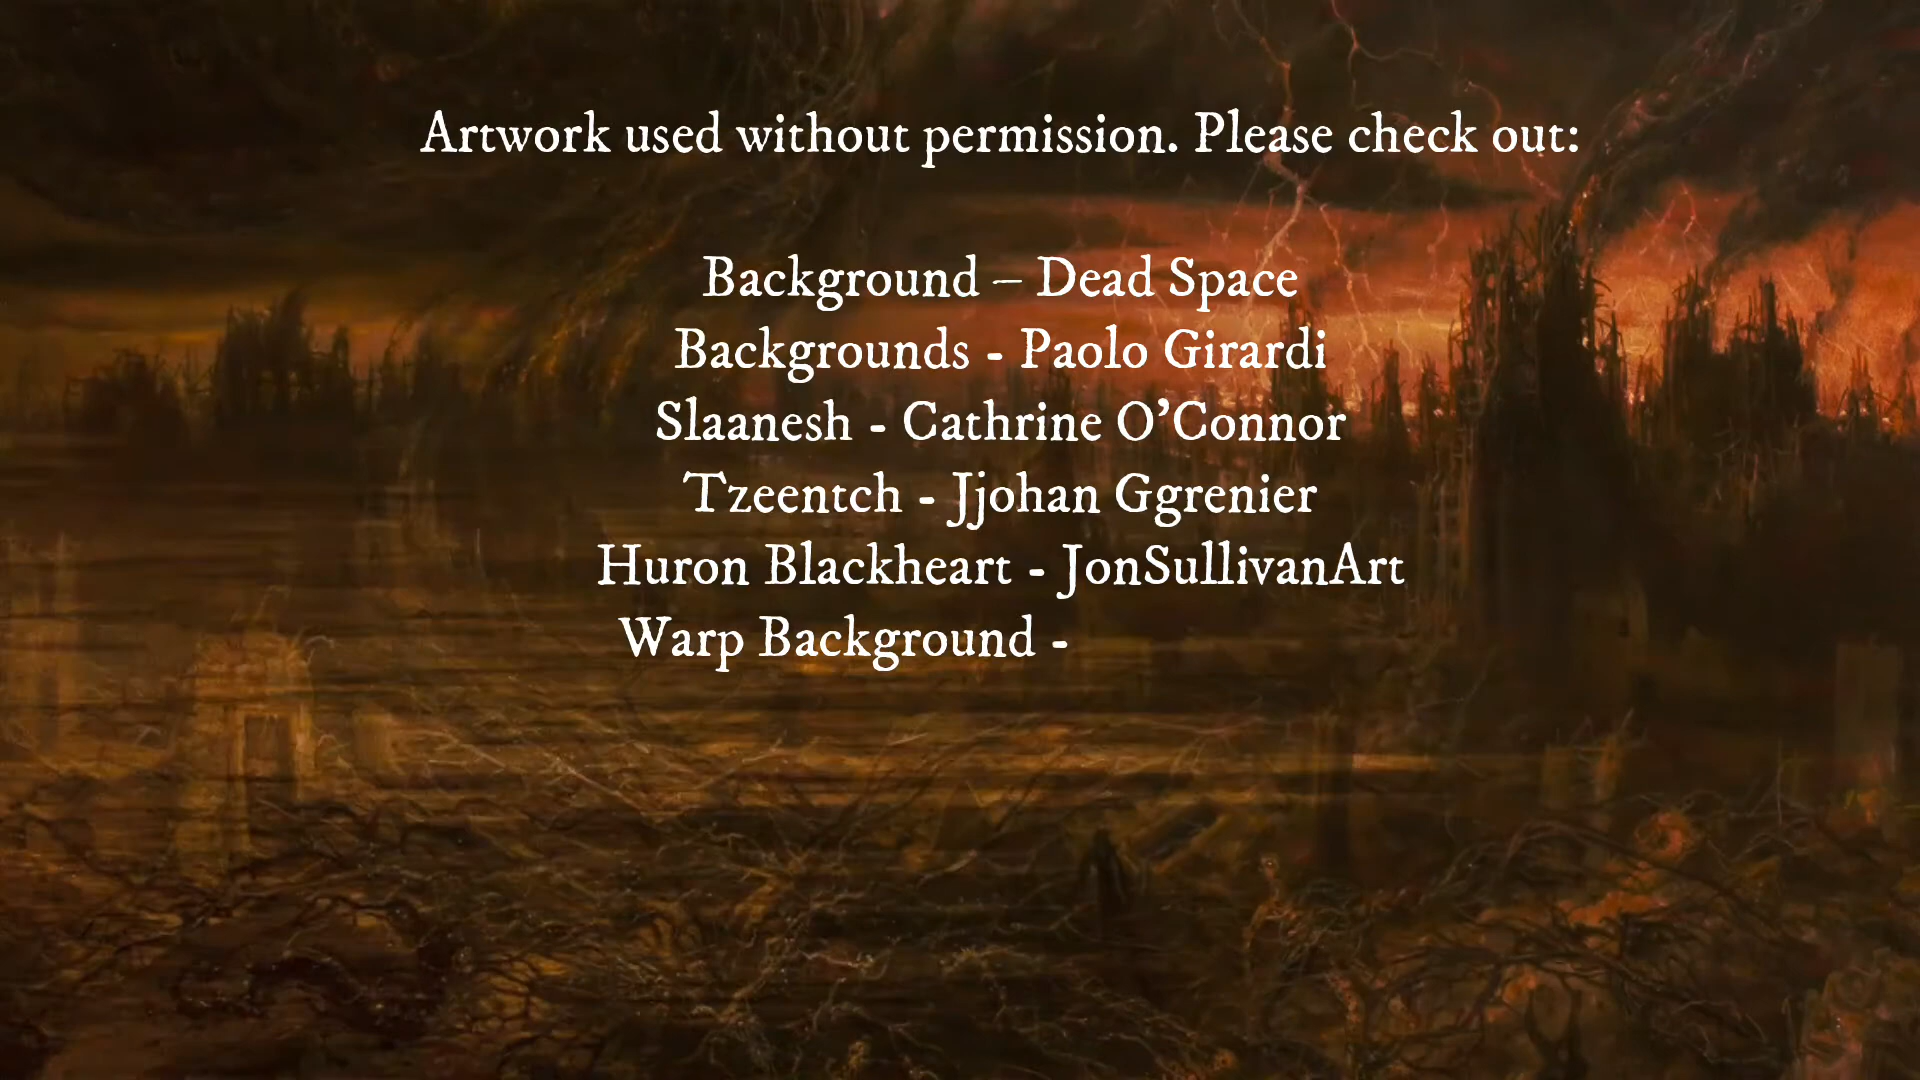 Artwork used without permission. Please check out:
Background – Dead Space
Backgrounds - Paolo Girardi
Slaanesh - Cathrine O'Connor
Tzeentch - Jjohan Ggrenier
Huron Blackheart - JonSullivanArt
Warp Background -